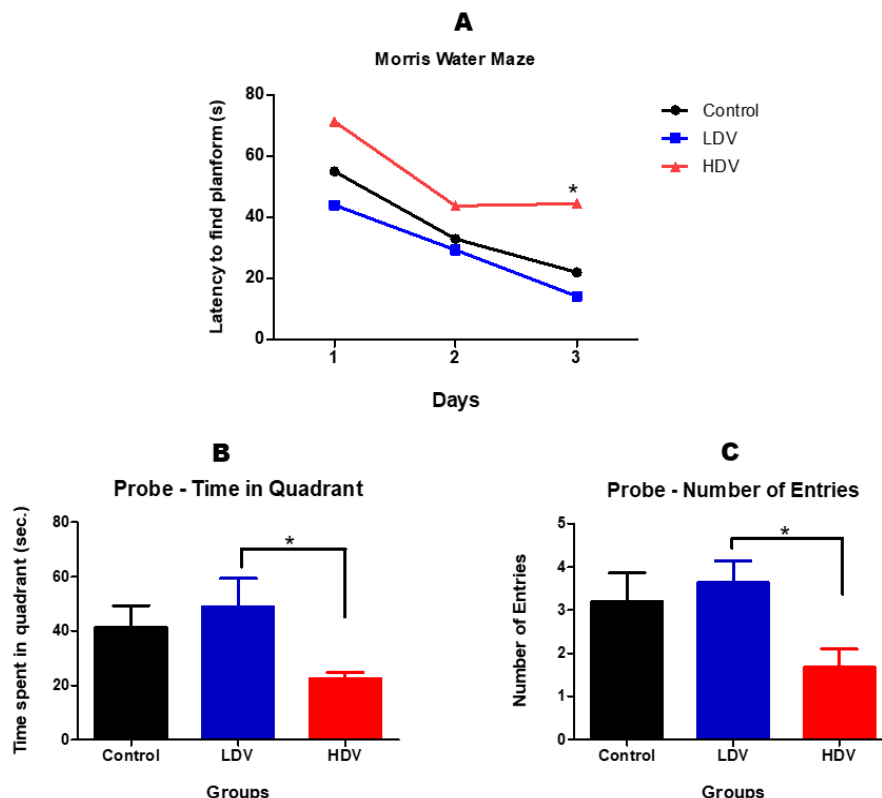 A
Morris Water Maze
Latency to find planform (s)
80
60
40
20
0
*
1 2 3
Days
Control
LDV
HDV
B
Probe - Time in Quadrant
Time spent in quadrant (sec.)
80
60
40
20
0
*
Control LDV HDV
Groups
C
Probe - Number of Entries
Number of Entries
5
4
3
2
1
0
*
Control LDV HDV
Groups